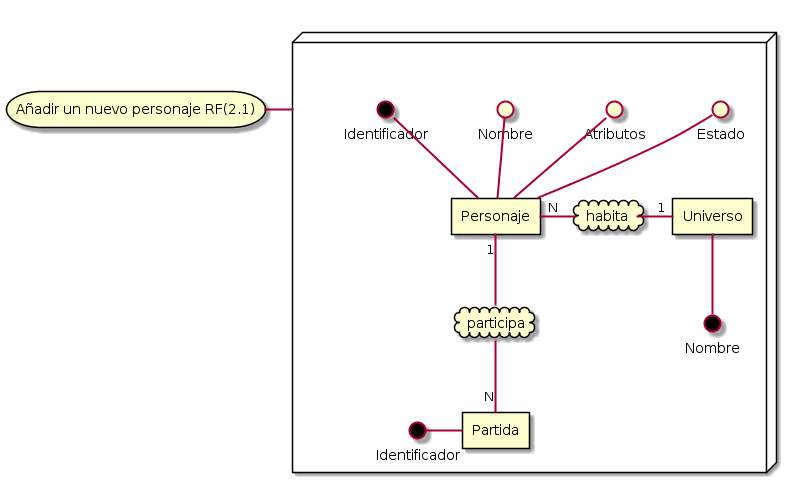 Añadir un nuevo personaje RF(2.1)
Identificador
Nombre
Atributos
Estado
Personaje
N
habita
1
Universo
1
participa
Nombre
N
Partida
Identificador